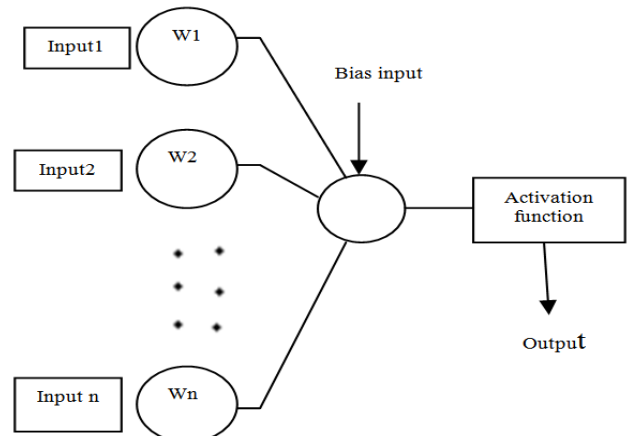 Input1
W1
Bias input
Input2
W2
Activation
function
Output
Input n
Wn